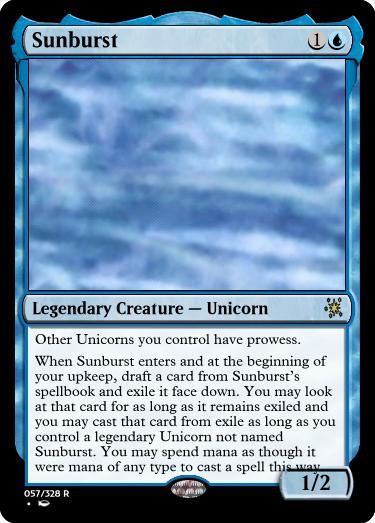 Sunburst
1
Legendary Creature — Unicorn
Other Unicorns you control have prowess.
When Sunburst enters and at the beginning of
your upkeep, draft a card from Sunburst's
spellbook and exile it face down. You may look
at that card for as long as it remains exiled and
you may cast that card from exile as long as you
control a legendary Unicorn not named
Sunburst. You may spend mana as though it
were mana of any type to cast a spell this way.
1/2
057/328 R